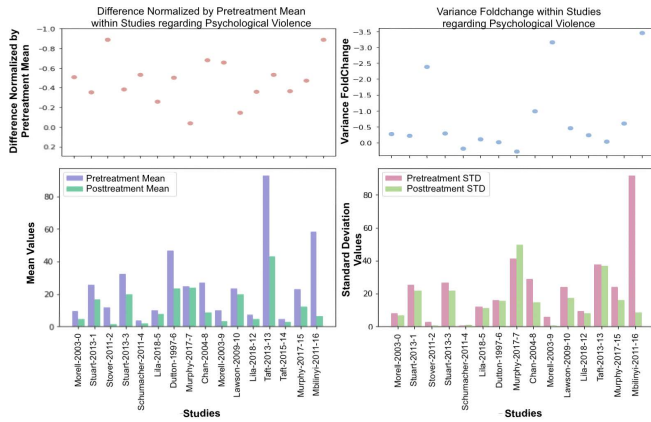 Difference Normalized by Pretreatment Mean
within Studies regarding Psychological Violence
Difference Normalized by
Pretreatment Mean
−1.0
−0.8
−0.6
−0.4
−0.2
0.0
0.2
Variance Foldchange within Studies
regarding Psychological Violence
Variance FoldChange
−3.5
−3.0
−2.5
−2.0
−1.5
−1.0
−0.5
0.0
Pretreatment Mean
Posttreatment Mean
Mean Values
80
60
40
20
0
Morell-2003-0
Stuart-2013-1
Stover-2011-2
Stuart-2013-3
Schumacher-2011-4
Lila-2018-5
Dutton-1997-6
Murphy-2017-7
Chan-2004-8
Morell-2003-9
Lawson-2009-10
Lila-2018-12
Taft-2013-13
Taft-2015-14
Murphy-2017-15
Mbilinyi-2011-16
Studies
Pretreatment STD
Posttreatment STD
Standard Deviation
Values
80
60
40
20
0
Morell-2003-0
Stuart-2013-1
Stover-2011-2
Stuart-2013-3
Schumacher-2011-4
Lila-2018-5
Dutton-1997-6
Murphy-2017-7
Chan-2004-8
Morell-2003-9
Lawson-2009-10
Lila-2018-12
Taft-2013-13
Murphy-2017-15
Mbilinyi-2011-16
Studies